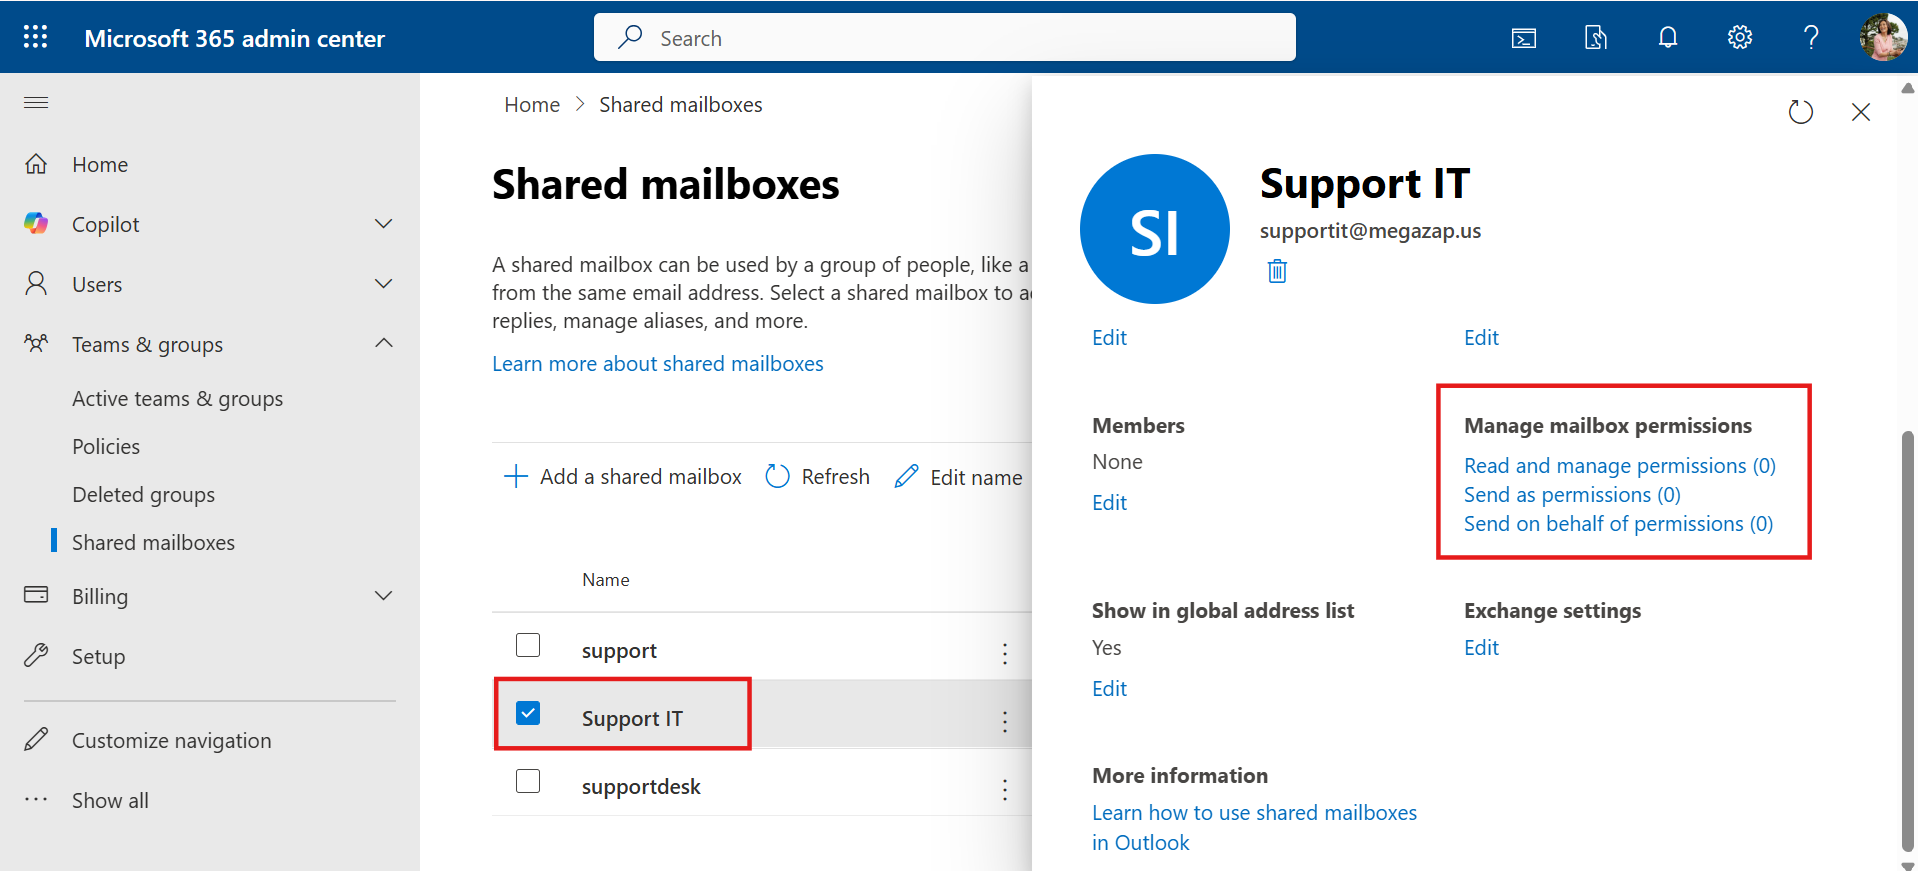 Microsoft 365 admin center
Search
Home
Copilot
Users
Teams & groups
Active teams & groups
Policies
Deleted groups
Shared mailboxes
Billing
Setup
Customize navigation
Show all
Home > Shared mailboxes
Shared mailboxes
A shared mailbox can be used by a group of people, like a
from the same email address. Select a shared mailbox to
replies, manage aliases, and more.
Learn more about shared mailboxes
Add a shared mailbox Refresh Edit name
Name
support
Support IT
supportdesk
SI
Support IT
supportit@megazap.us
Edit Edit
Members
None
Edit
Manage mailbox permissions
Read and manage permissions (0)
Send as permissions (0)
Send on behalf of permissions (0)
Show in global address list
Yes
Edit
Exchange settings
Edit
More information
Learn how to use shared mailboxes
in Outlook